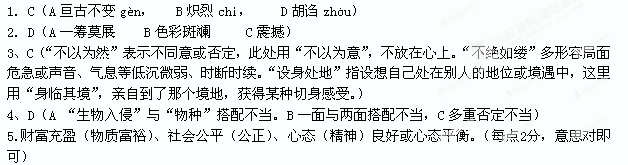 1. C（A 亘古不变 gèn， B 炽烈 chì， D 胡诌 zhōu）
2. D（A 一筹莫展 B 色彩斑斓 C 震撼）
3、C（“不以为然”表示不同意或否定，此处用“不以为意”，不放在心上。“不绝如缕”多形容局面
危急或声音、气息等低沉微弱、时断时续。“设身处地”指设想自己处在别人的地位或境遇中，这里
用“身临其境”，亲自到了那个境地，获得某种切身感受。）
4、D（A “生物入侵”与“物种”搭配不当。B 一面与两面搭配不当，C 多重否定不当）
5.财富充盈（物质富裕）、社会公平（公正）、心态（精神）良好或心态平衡。（每点2分，意思对即
可）